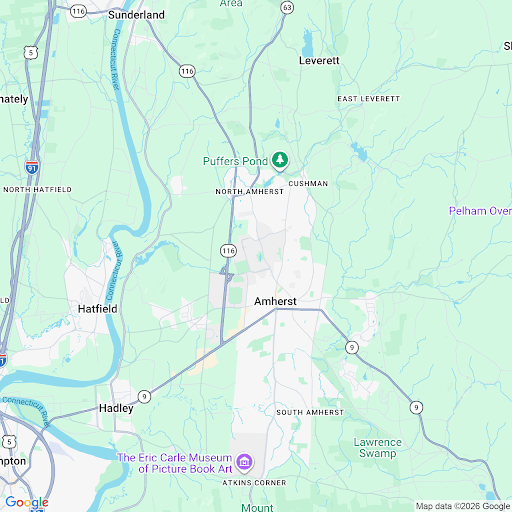 Area
116
Sunderland
63
5
Leverett
116
nately
EAST LEVERETT
Connecticut River
Puffers Pond
91
NORTH HATFIELD
CUSHMAN
NORTH AMHERST
Pelham Over
116
Connecticut River
Hatfield
Amherst
9
9
Connecticut River
Hadley
9
SOUTH AMHERST
5
Lawrence
Swamp
The Eric Carle Museum
of Picture Book Art
mpton
ATKINS CORNER
Mount
Google
Map data ©2026 Google